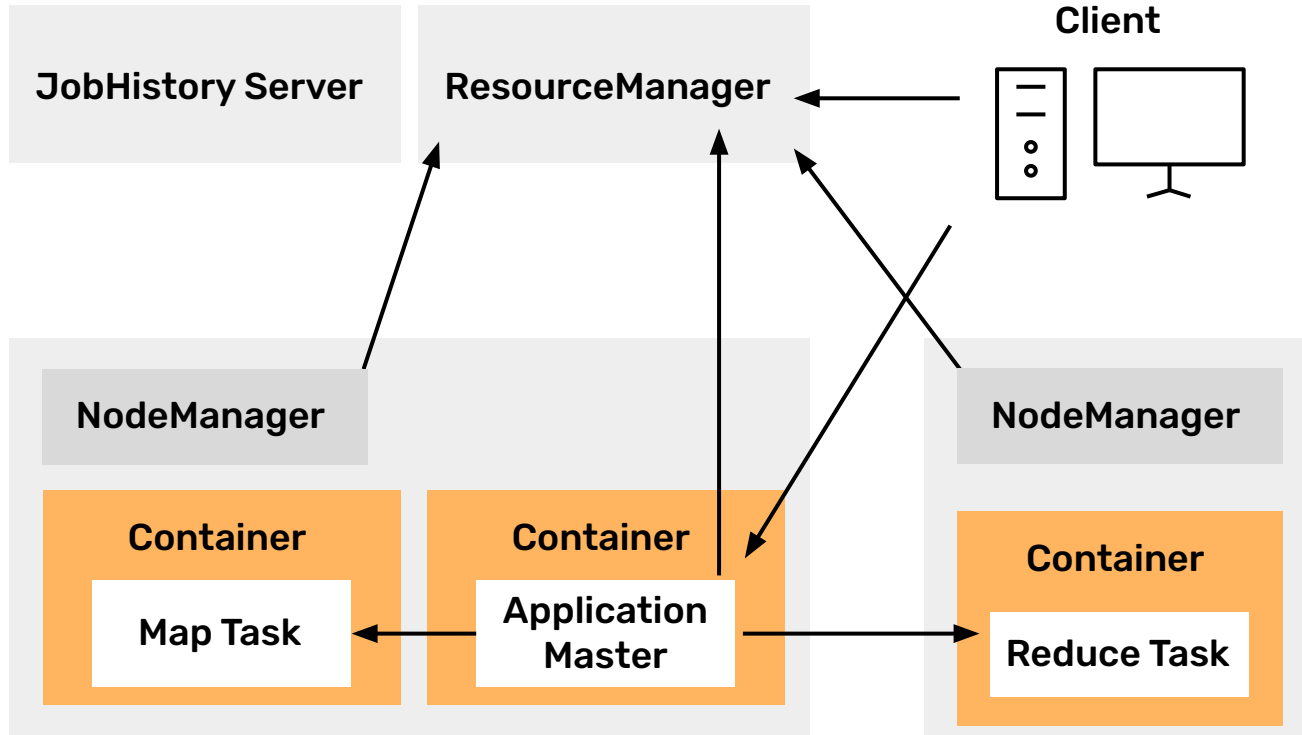 Client
JobHistory Server
ResourceManager
NodeManager
NodeManager
Container
Container
Container
Map Task
Application
Master
Reduce Task